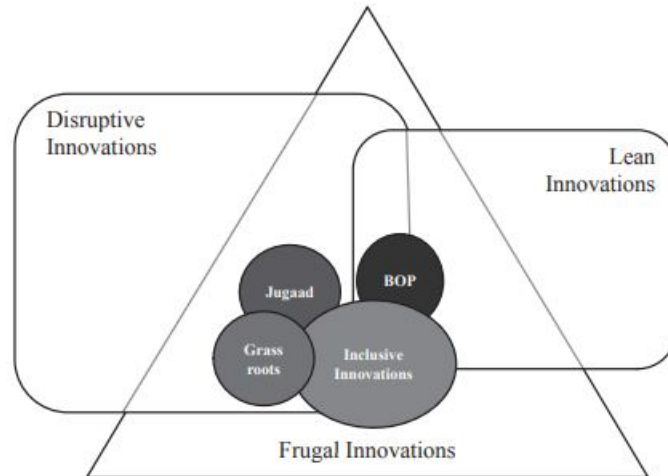 Disruptive
Innovations
Lean
Innovations
Jugaad
BOP
Grass
roots
Inclusive
Innovations
Frugal Innovations